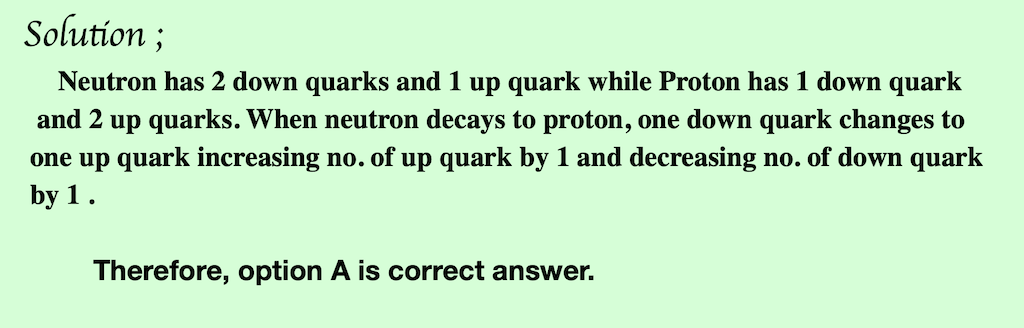 Solution ;
Neutron has 2 down quarks and 1 up quark while Proton has 1 down quark
and 2 up quarks. When neutron decays to proton, one down quark changes to
one up quark increasing no. of up quark by 1 and decreasing no. of down quark
by 1 .
Therefore, option A is correct answer.